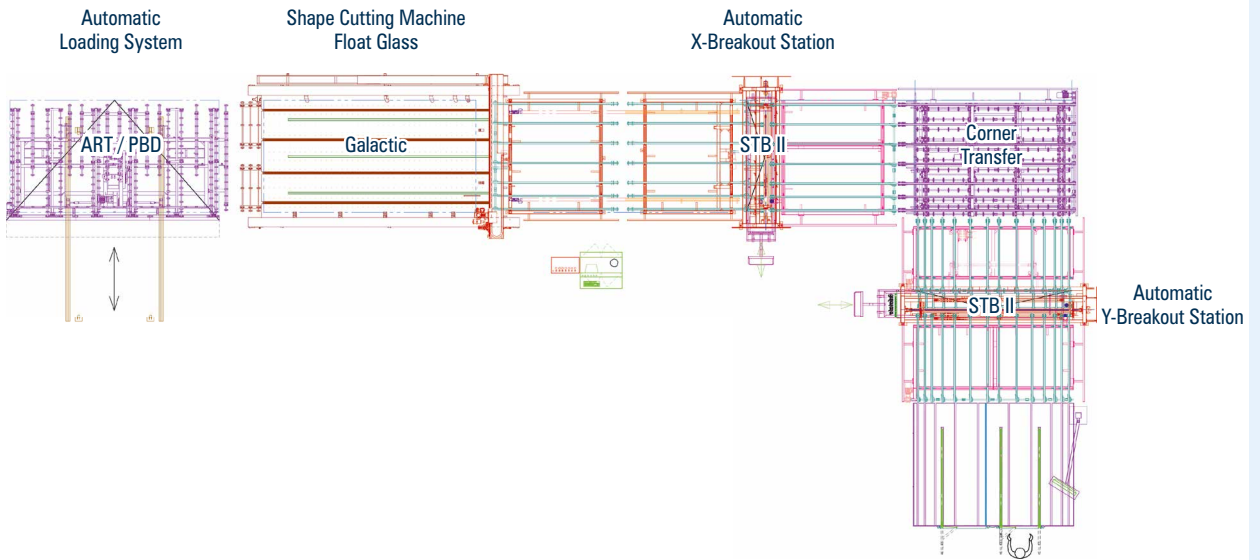 Automatic
Loading System
Shape Cutting Machine
Float Glass
Automatic
X-Breakout Station
ART / PBD
Galactic
STB II
Corner
Transfer
STB II
Automatic
Y-Breakout Station